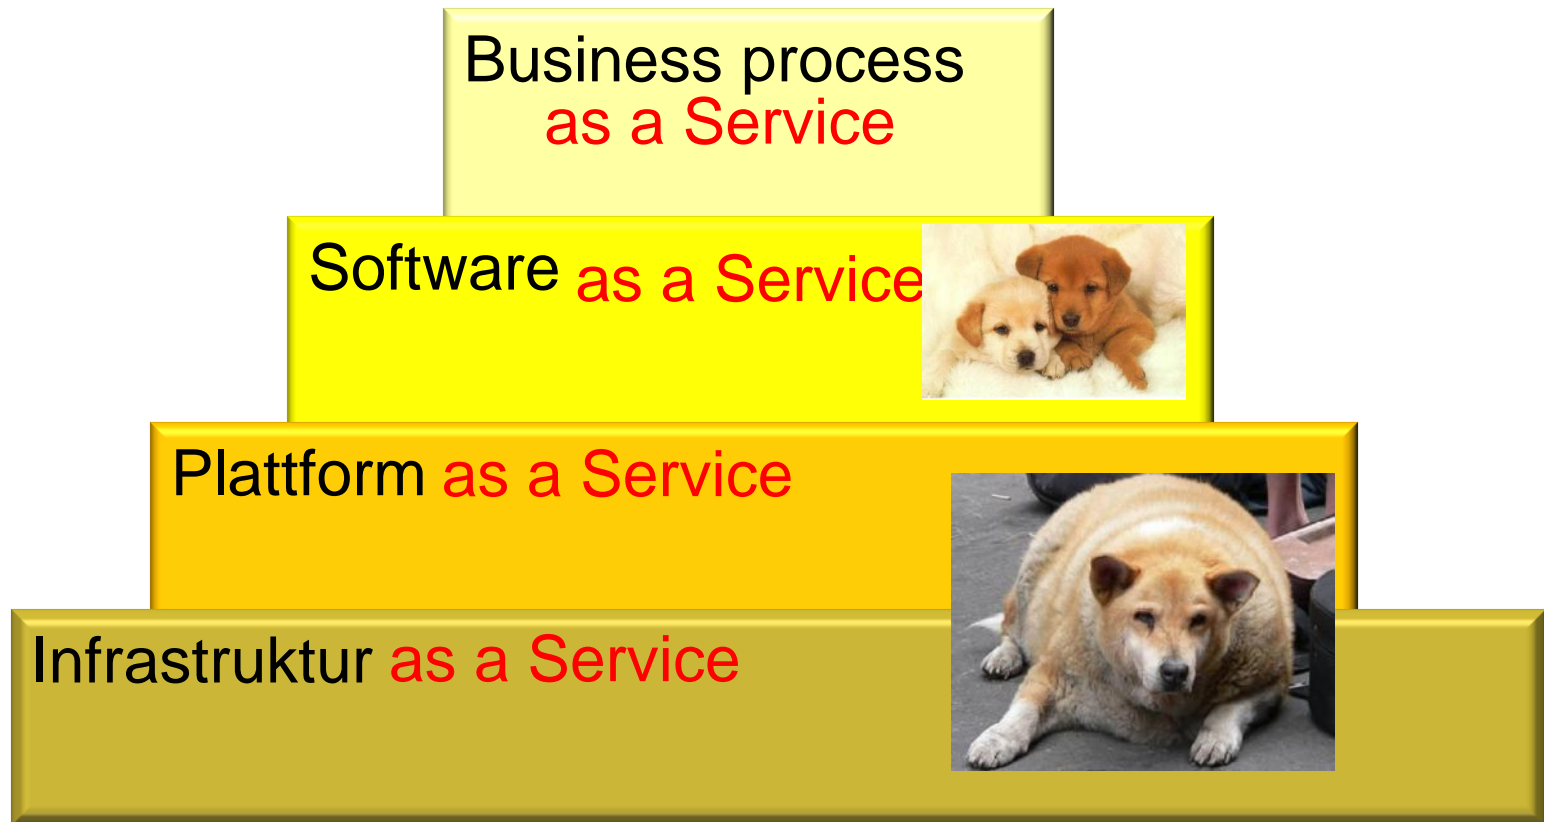 Business process
as a Service
Software as a Service
Plattform as a Service
Infrastruktur as a Service